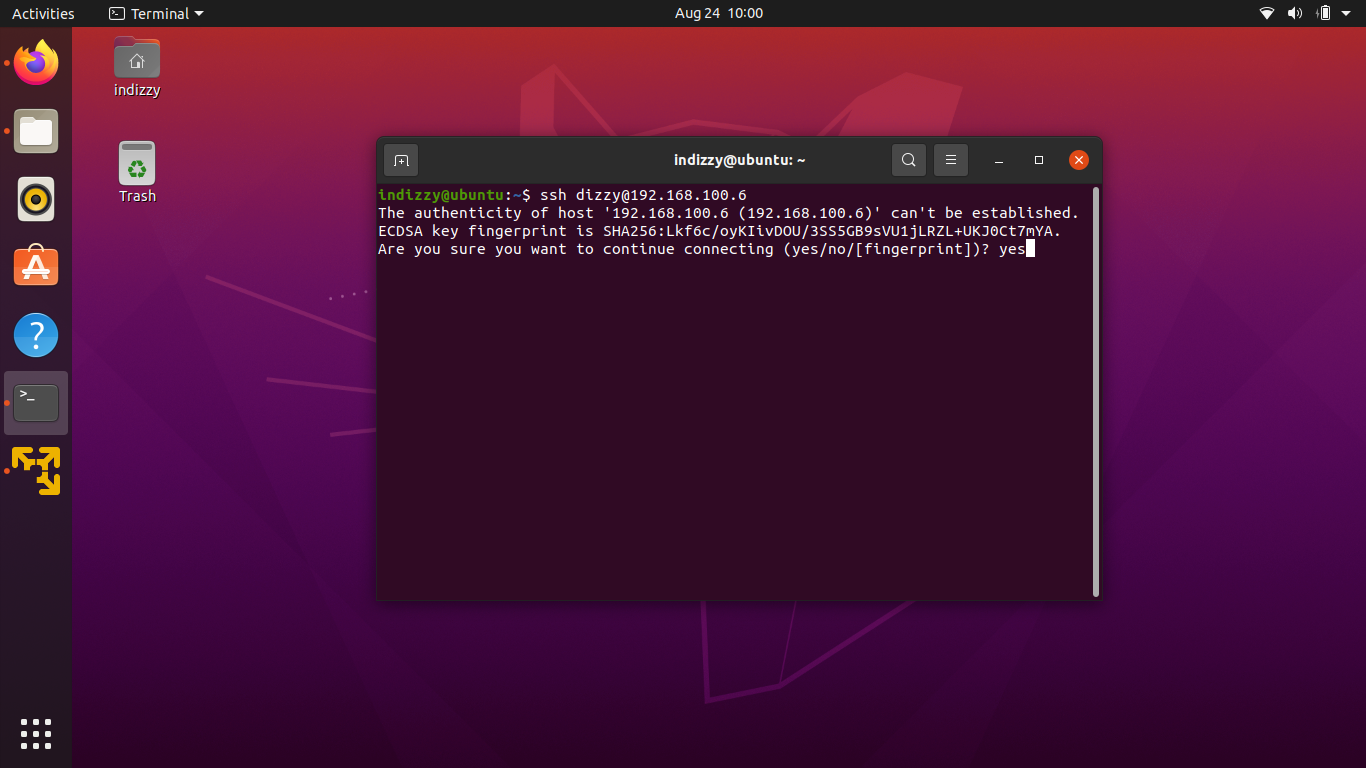 Activities
Terminal
Aug 24 10:00
indizzy
Trash
indizzy@ubuntu: ~
indizzy@ubuntu:~$ ssh dizzy@192.168.100.6
The authenticity of host '192.168.100.6 (192.168.100.6)' can't be established.
ECDSA key fingerprint is SHA256:Lkf6c/oyKIivDOU/3SS5GB9sVU1jLRZL+UKJ0Ct7mYA.
Are you sure you want to continue connecting (yes/no/[fingerprint])? yes